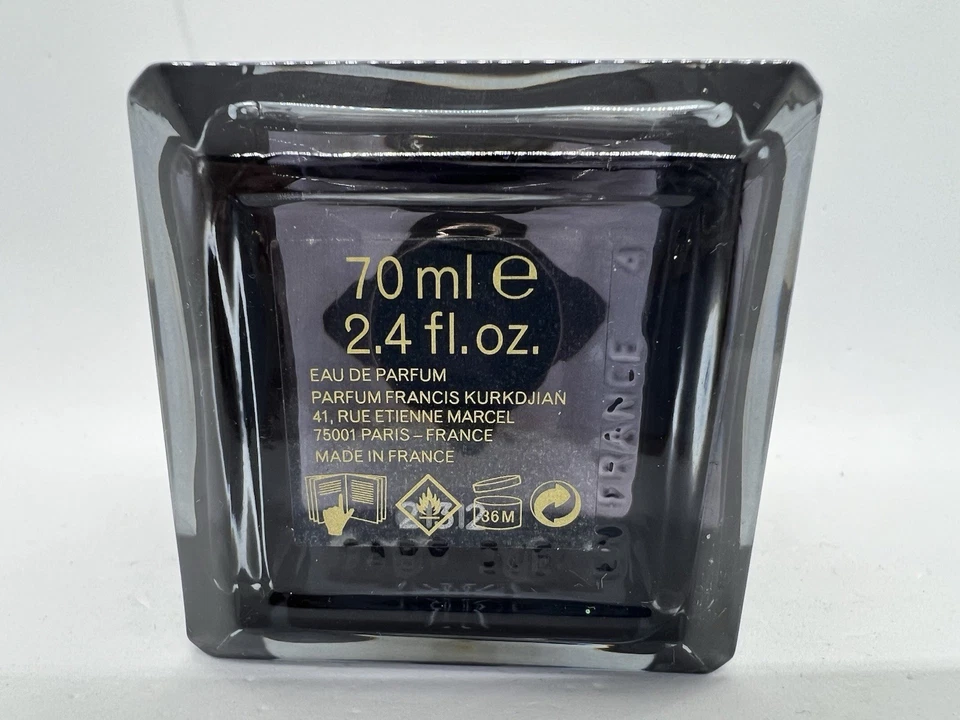 70 ml e
2.4 fl.oz.
EAU DE PARFUM
PARFUM FRANCIS KURKDJIAN
41, RUE ETIENNE MARCEL
75001 PARIS – FRANCE
MADE IN FRANCE
36M
FRANCE A